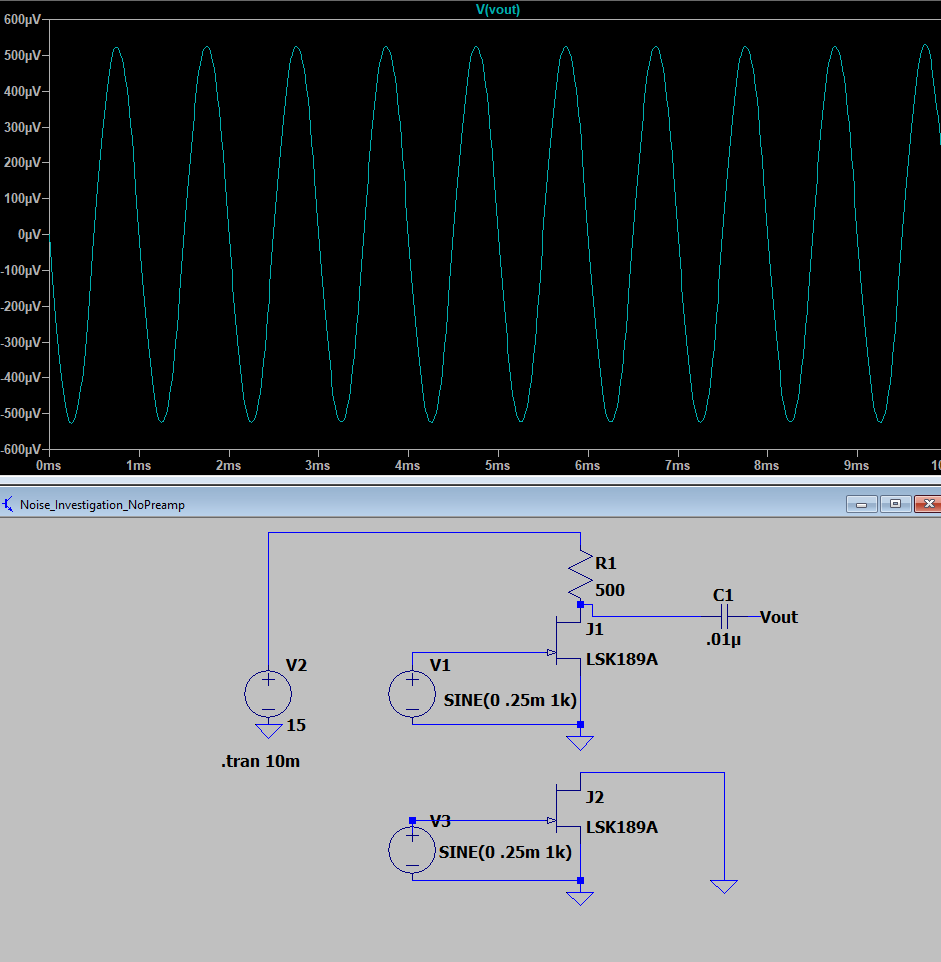 V(vout)
600µV
500µV
400µV
300µV
200µV
100µV
0µV
-100µV
-200µV
-300µV
-400µV
-500µV
-600µV
0ms 1ms 2ms 3ms 4ms 5ms 6ms 7ms 8ms 9ms 10
Noise_Investigation_NoPreamp
R1
500
C1
Vout
.01µ
J1
LSK189A
V2
15
V1
SINE(0 .25m 1k)
.tran 10m
J2
LSK189A
V3
SINE(0 .25m 1k)